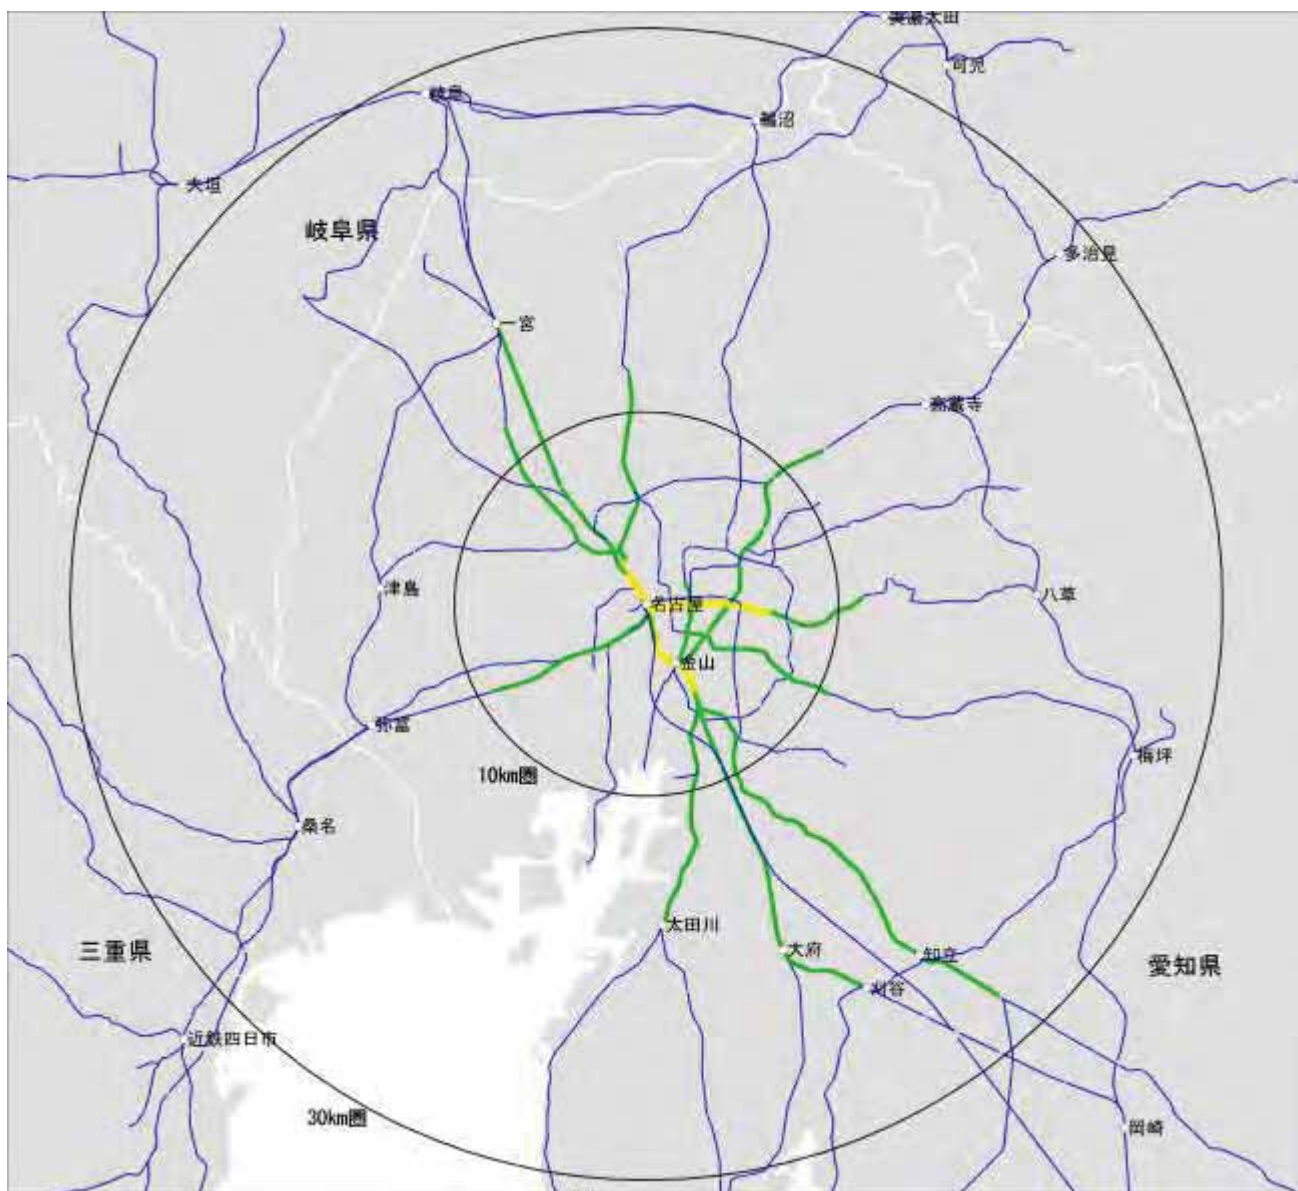 美濃太田
可児
岐阜
鵜沼
大垣
岐阜県
多治見
一宮
高蔵寺
津島
名古屋
八草
金山
弥富
梅坪
10km圏
桑名
太田川
大府
知立
三重県
愛知県
刈谷
近鉄四日市
30km圏
岡崎